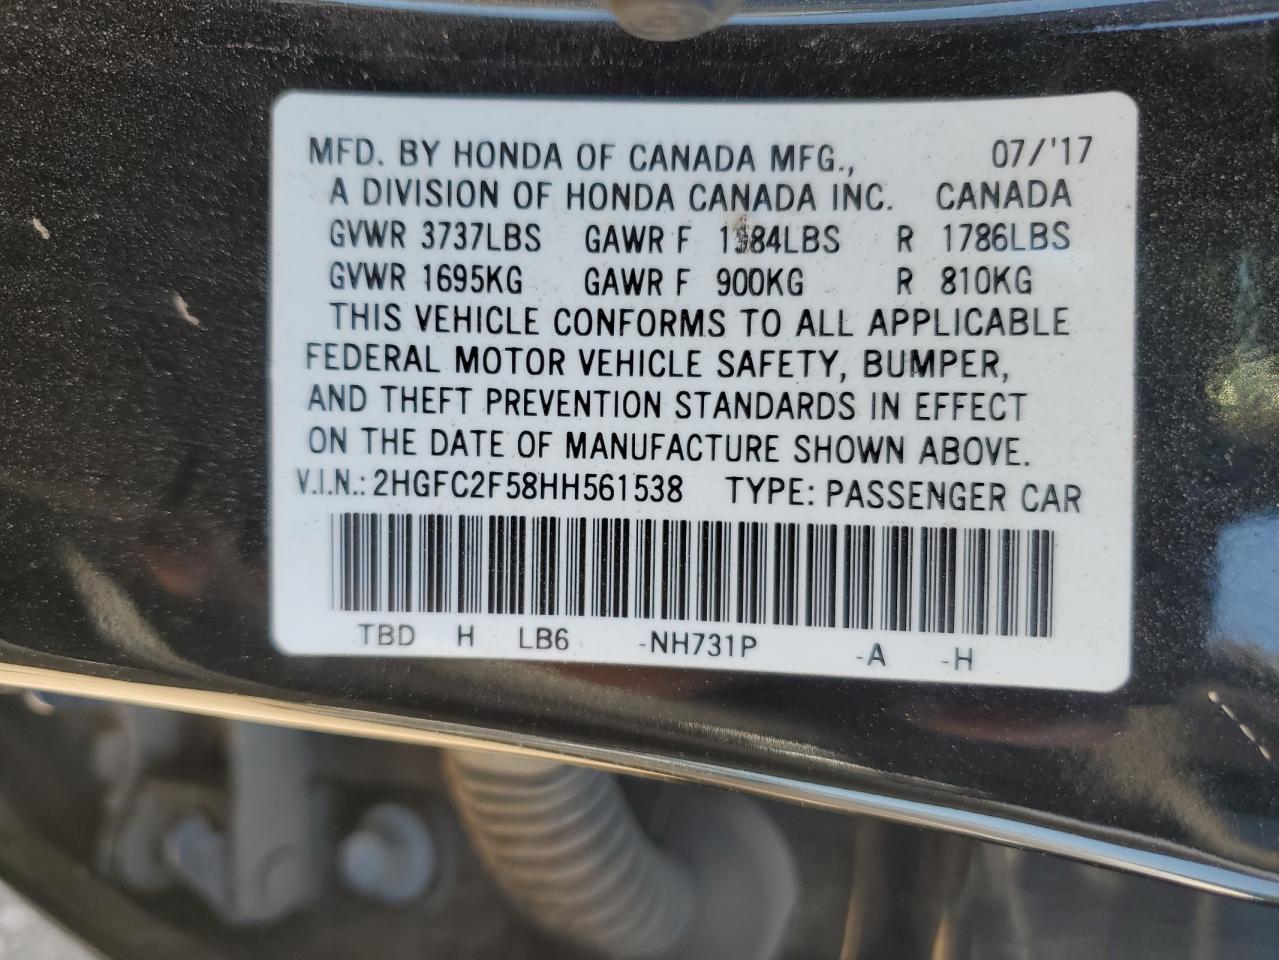 MFD. BY HONDA OF CANADA MFG., 07/'17
A DIVISION OF HONDA CANADA INC. CANADA
GVWR 3737LBS GAWR F 1984LBS R 1786LBS
GVWR 1695KG GAWR F 900KG R 810KG
THIS VEHICLE CONFORMS TO ALL APPLICABLE
FEDERAL MOTOR VEHICLE SAFETY, BUMPER,
AND THEFT PREVENTION STANDARDS IN EFFECT
ON THE DATE OF MANUFACTURE SHOWN ABOVE.
V.I.N.: 2HGFC2F58HH561538 TYPE: PASSENGER CAR
TBD H LB6 -NH731P -A -H